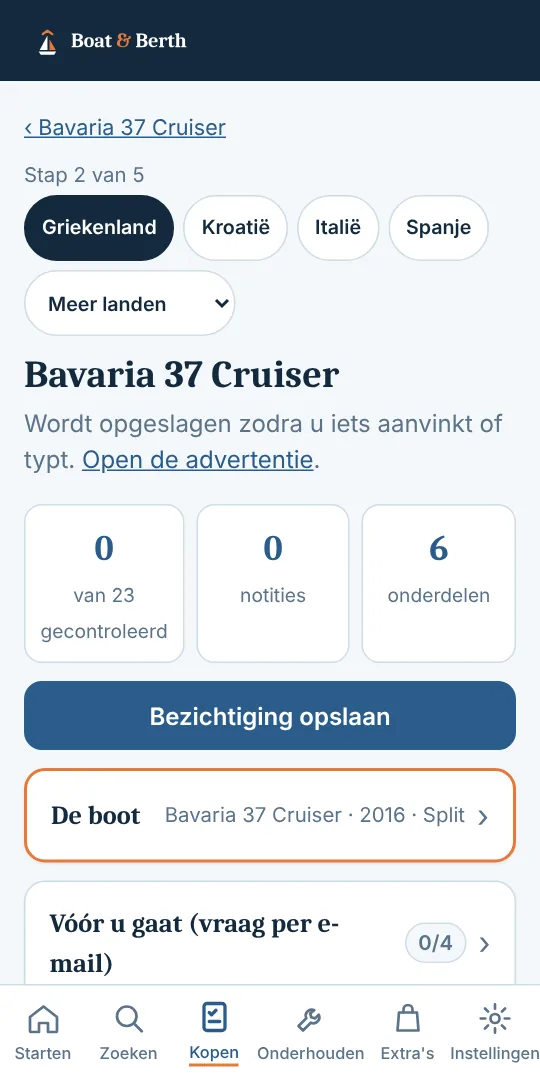 Boat & Berth
‹ Bavaria 37 Cruiser
Stap 2 van 5
Griekenland Kroatië Italië Spanje
Meer landen
Bavaria 37 Cruiser
Wordt opgeslagen zodra u iets aanvinkt of
typt. Open de advertentie.
0 0 6
van 23 notities onderdelen
gecontroleerd
Bezichtiging opslaan
De boot Bavaria 37 Cruiser · 2016 · Split ›
Vóór u gaat (vraag per e-
mail) 0/4 ›
Starten Zoeken Kopen Onderhouden Extra's Instellingen